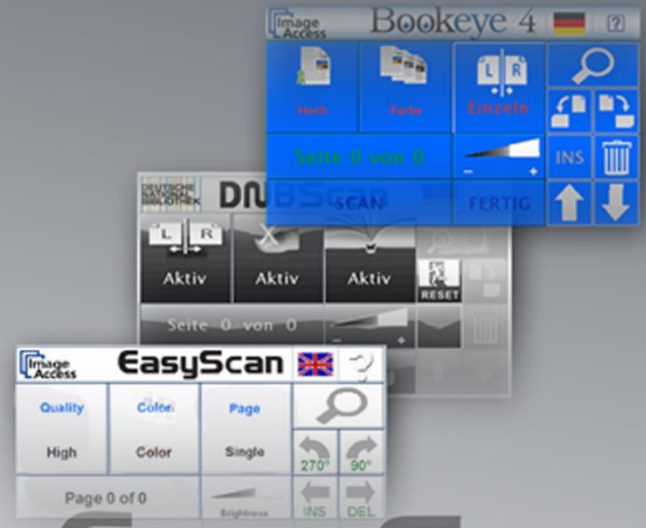 Image
Access
Bookeye 4
?
L R
Hoch
Farbe
Einzeln
Seite 0 von 0
- +
INS
SCAN
FERTIG
DEUTSCHE
NATIONAL
BIBLIOTHEK
DNBScan
L R
X
Aktiv
Aktiv
Aktiv
RESET
Seite 0 von 0
- +
Image
Access
EasyScan
?
Quality
Color
Page
High
Color
Single
270°
90°
Page 0 of 0
Brightness
INS
DEL